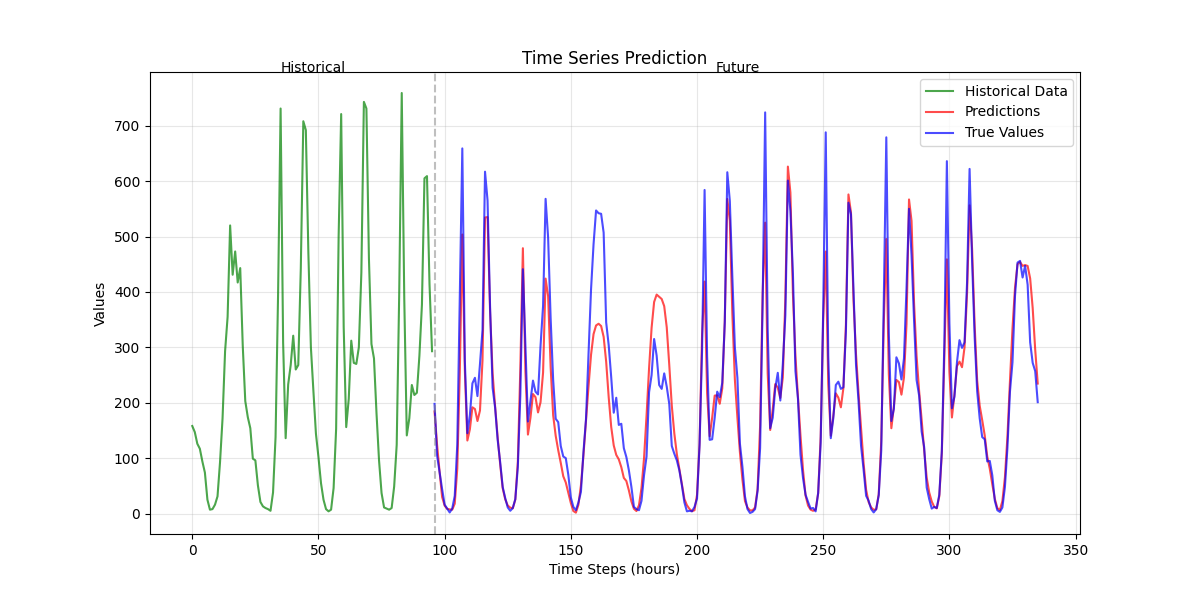 Time Series Prediction
Historical
Future
Historical Data
Predictions
True Values
Values
700
600
500
400
300
200
100
0
0 50 100 150 200 250 300 350
Time Steps (hours)